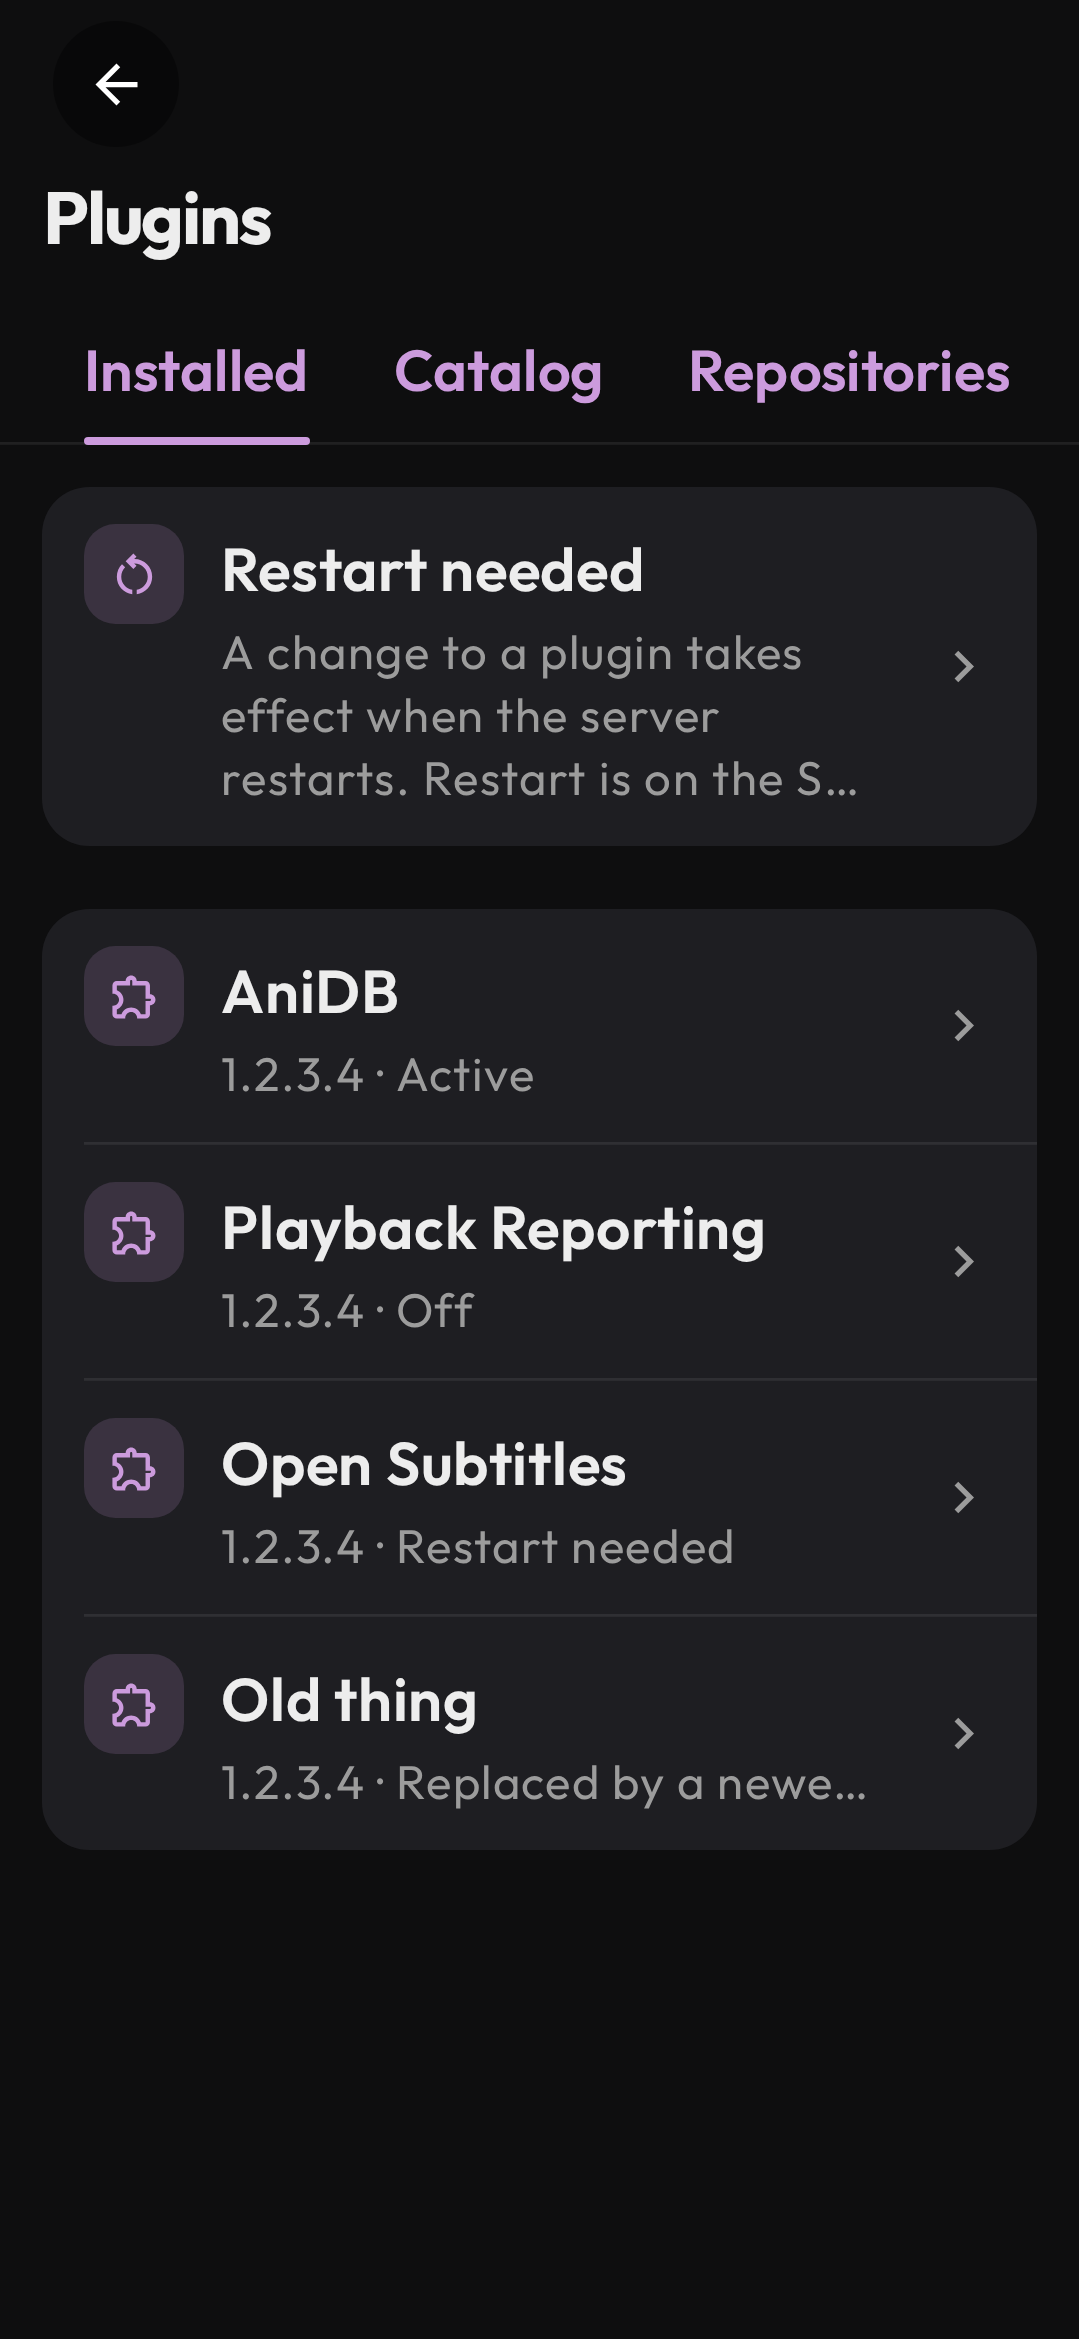 Plugins
Installed
Catalog
Repositories
Restart needed
A change to a plugin takes
effect when the server
restarts. Restart is on the S…
AniDB
1.2.3.4 · Active
Playback Reporting
1.2.3.4 · Off
Open Subtitles
1.2.3.4 · Restart needed
Old thing
1.2.3.4 · Replaced by a newe…